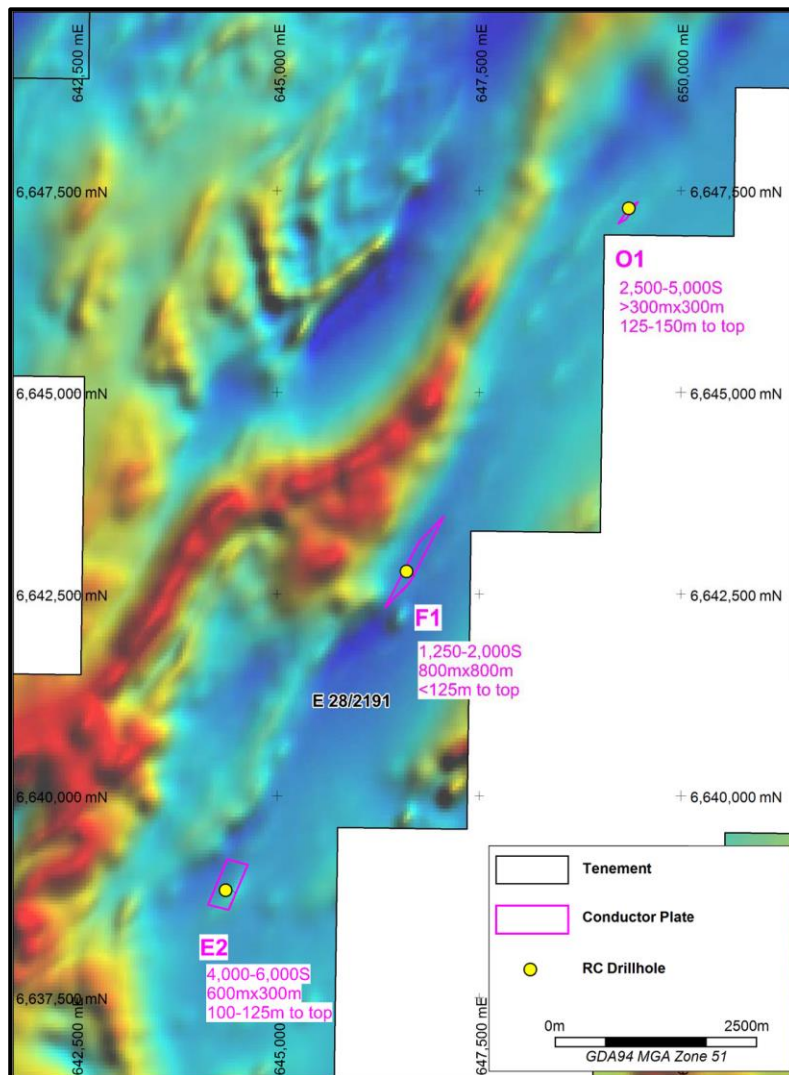 642,500 mE
645,000 mE
647,500 mE
650,000 mE
6,647,500 mN
6,647,500 mN
O1
2,500-5,000S
>300mx300m
125-150m to top
6,645,000 mN
6,645,000 mN
6,642,500 mN
6,642,500 mN
F1
1,250-2,000S
800mx800m
<125m to top
E 28/2191
6,640,000 mN
6,640,000 mN
E2
4,000-6,000S
600mx300m
100-125m to top
6,637,500 mN
642,500 mE
645,000 mE
647,500 mE
Tenement
Conductor Plate
RC Drillhole
0m
2500m
GDA94 MGA Zone 51